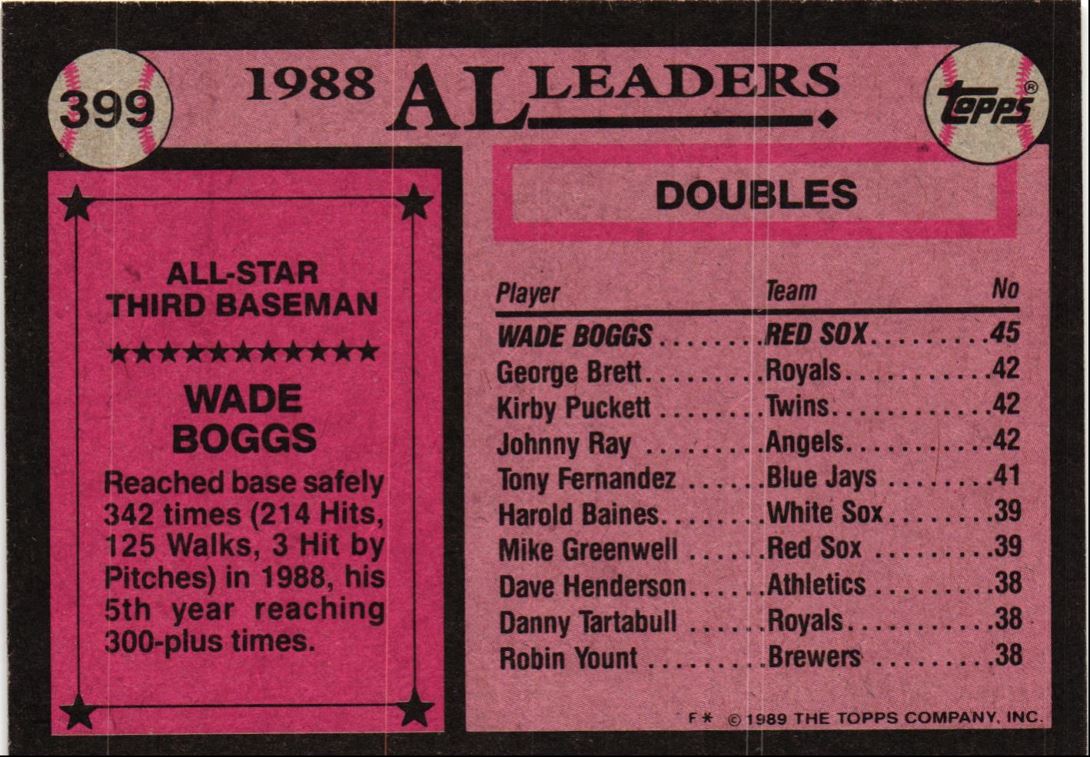 399
1988 AL LEADERS
topps®
ALL-STAR
THIRD BASEMAN
WADE
BOGGS
Reached base safely
342 times (214 Hits,
125 Walks, 3 Hit by
Pitches) in 1988, his
5th year reaching
300-plus times.
DOUBLES
Player Team No
WADE BOGGS ........RED SOX.........45
George Brett.........Royals...........42
Kirby Puckett ........Twins............42
Johnny Ray .........Angels...........42
Tony Fernandez ......Blue Jays ........41
Harold Baines........White Sox........39
Mike Greenwell ......Red Sox .........39
Dave Henderson......Athletics .........38
Danny Tartabull ......Royals...........38
Robin Yount .........Brewers .........38
F* © 1989 THE TOPPS COMPANY, INC.